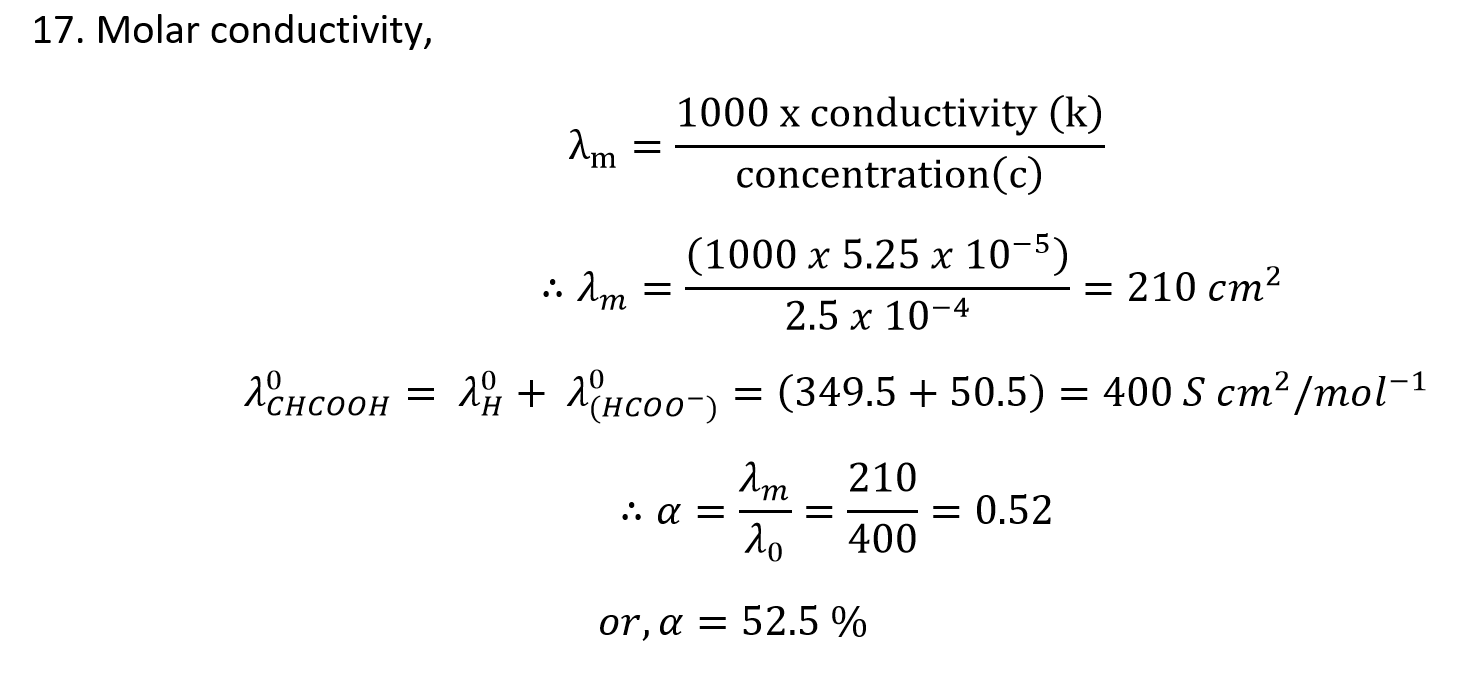 17. Molar conductivity,
λm = 1000 x conductivity (k) / concentration(c)
∴ λm = (1000 x 5.25 x 10⁻⁵) / 2.5 x 10⁻⁴ = 210 cm²
λ⁰CHCOOH = λ⁰H + λ⁰(HCOO⁻) = (349.5 + 50.5) = 400 S cm²/mol⁻¹
∴ α = λm / λ0 = 210 / 400 = 0.52
or, α = 52.5 %